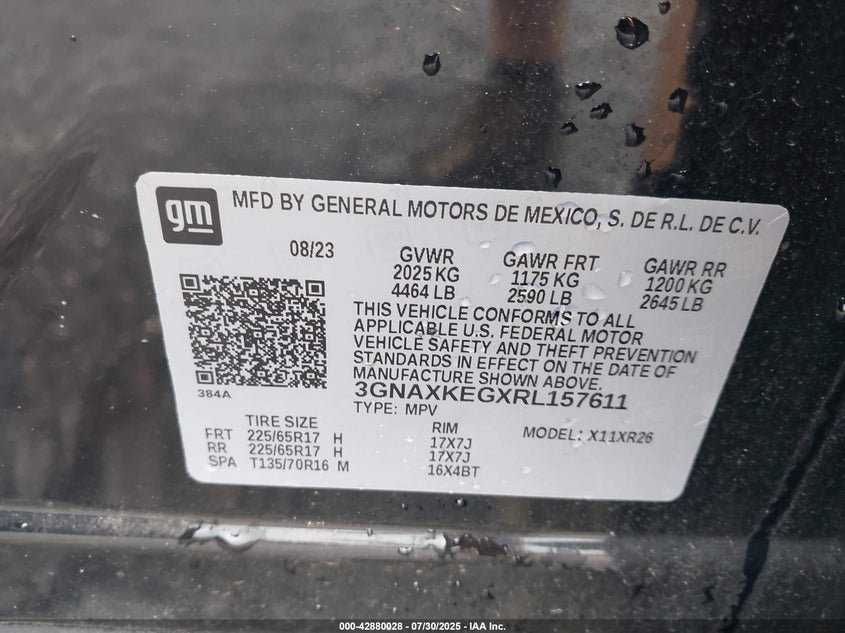 gm
MFD BY GENERAL MOTORS DE MEXICO, S. DE R.L. DE C.V.
08/23
GVWR
2025 KG
4464 LB
GAWR FRT
1175 KG
2590 LB
GAWR RR
1200 KG
2645 LB
THIS VEHICLE CONFORMS TO ALL
APPLICABLE U.S. FEDERAL MOTOR
VEHICLE SAFETY AND THEFT PREVENTION
STANDARDS IN EFFECT ON THE DATE OF
MANUFACTURE SHOWN ABOVE.
384A
3GNAXKEGXRL157611
TYPE: MPV
TIRE SIZE
FRT 225/65R17 H
RR 225/65R17 H
SPA T135/70R16 M
RIM
17X7J
17X7J
16X4BT
MODEL: X11XR26
000-42880028 - 07/30/2025 - IAA Inc.